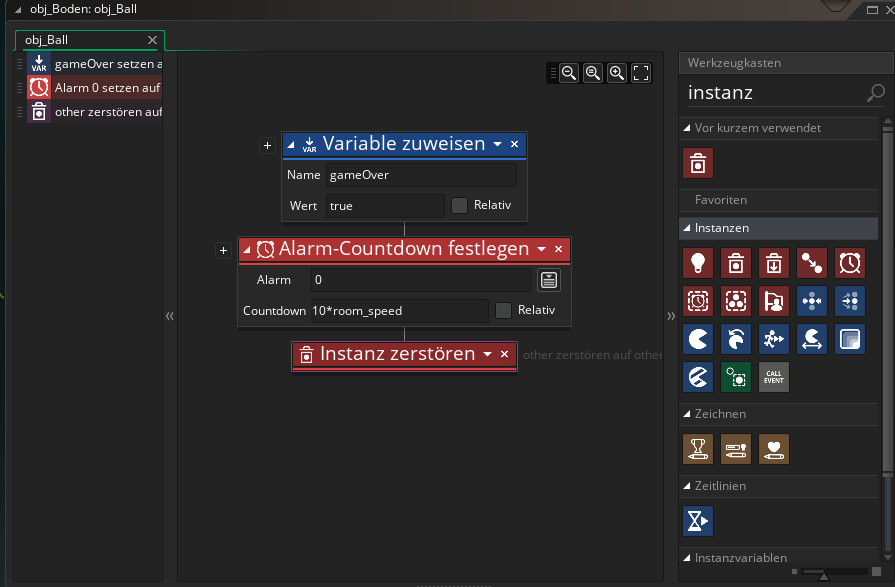 obj_Boden: obj_Ball
obj_Ball
gameOver setzen a
Alarm 0 setzen auf
other zerstören auf
VAR
Variable zuweisen
VAR
Name gameOver
Wert true Relativ
Alarm-Countdown festlegen
Alarm 0
Countdown 10*room_speed Relativ
Instanz zerstören other zerstören auf other
Werkzeugkasten
instanz
Vor kurzem verwendet
Favoriten
Instanzen
CALL
EVENT
Zeichnen
Zeitlinien
Instanzvariablen